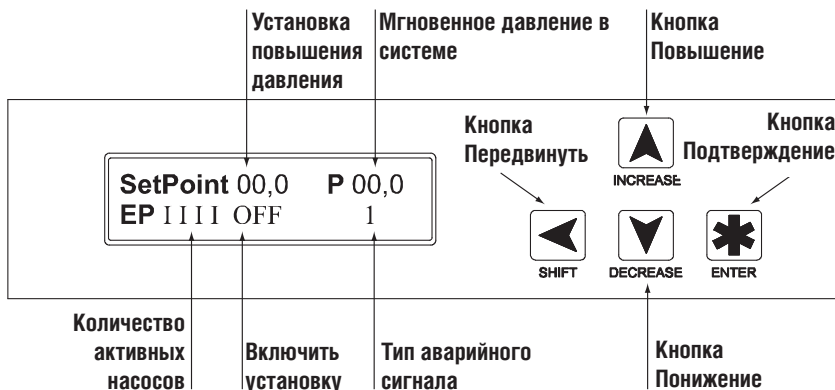 Установка
повышения
давления
Мгновенное давление в
системе
Кнопка
Повышение
Кнопка
Передвинуть
Кнопка
Подтверждение
SetPoint 00,0 P 00,0
EP I I I I OFF 1
INCREASE
SHIFT
DECREASE
ENTER
Количество
активных
насосов
Включить
установку
Тип аварийного
сигнала
Кнопка
Понижение